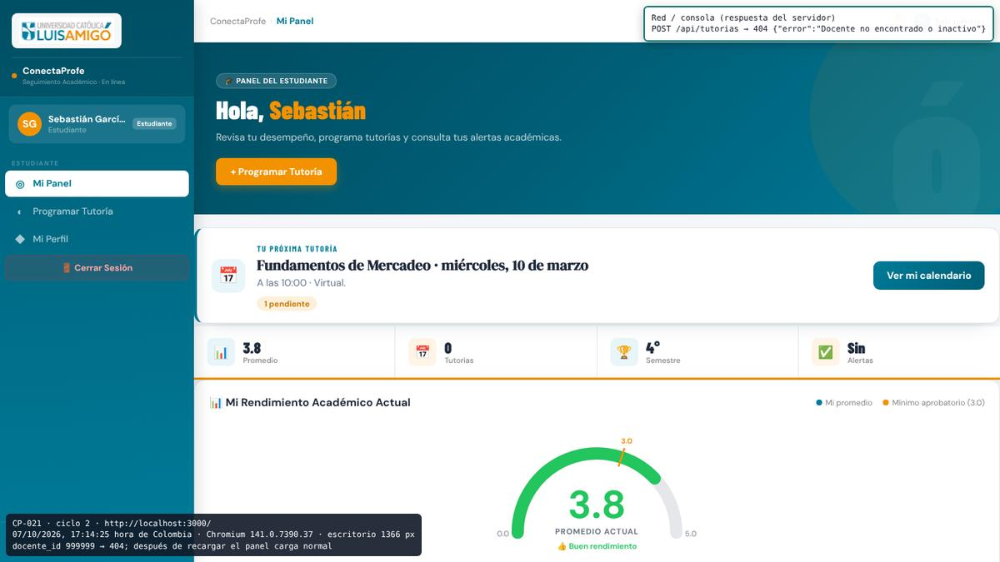 UNIVERSIDAD CATÓLICA
LUISAMIGÓ
ConectaProfe
Seguimiento Académico · En línea
SG
Sebastián Garcí...
Estudiante
Estudiante
ESTUDIANTE
Mi Panel
Programar Tutoría
Mi Perfil
Cerrar Sesión
ConectaProfe › Mi Panel
Red / consola (respuesta del servidor)
POST /api/tutorias → 404 {"error":"Docente no encontrado o inactivo"}
PANEL DEL ESTUDIANTE
Hola, Sebastián
Revisa tu desempeño, programa tutorías y consulta tus alertas académicas.
+ Programar Tutoría
ó
TU PRÓXIMA TUTORÍA
Fundamentos de Mercadeo · miércoles, 10 de marzo
A las 10:00 · Virtual.
1 pendiente
Ver mi calendario
3.8
Promedio
0
Tutorías
4°
Semestre
Sin
Alertas
Mi Rendimiento Académico Actual
Mi promedio
Mínimo aprobatorio (3.0)
3.0
3.8
PROMEDIO ACTUAL
0.0
5.0
Buen rendimiento
CP-021 · ciclo 2 · http://localhost:3000/
07/10/2026, 17:14:25 hora de Colombia · Chromium 141.0.7390.37 · escritorio 1366 px
docente_id 999999 → 404; después de recargar el panel carga normal